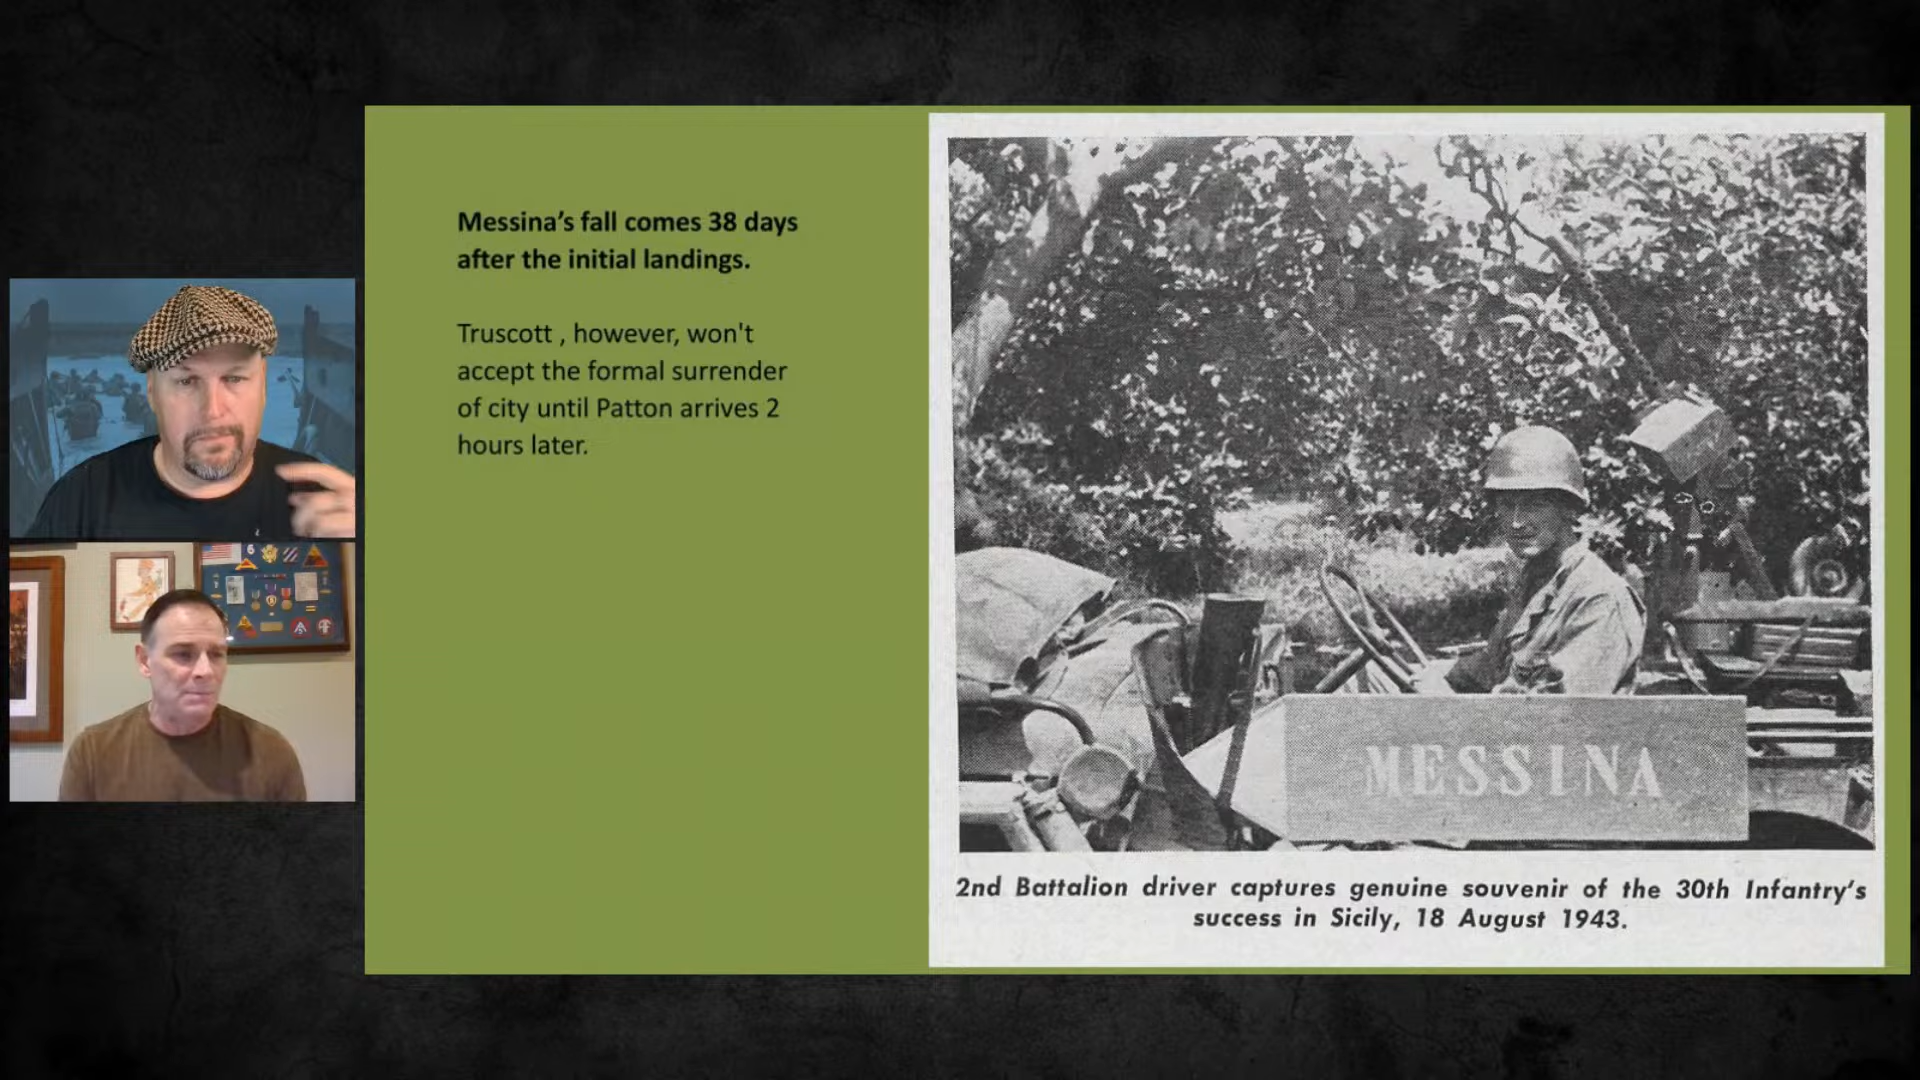 Messina's fall comes 38 days
after the initial landings.
Truscott , however, won't
accept the formal surrender
of city until Patton arrives 2
hours later.
MESSINA
2nd Battalion driver captures genuine souvenir of the 30th Infantry's
success in Sicily, 18 August 1943.